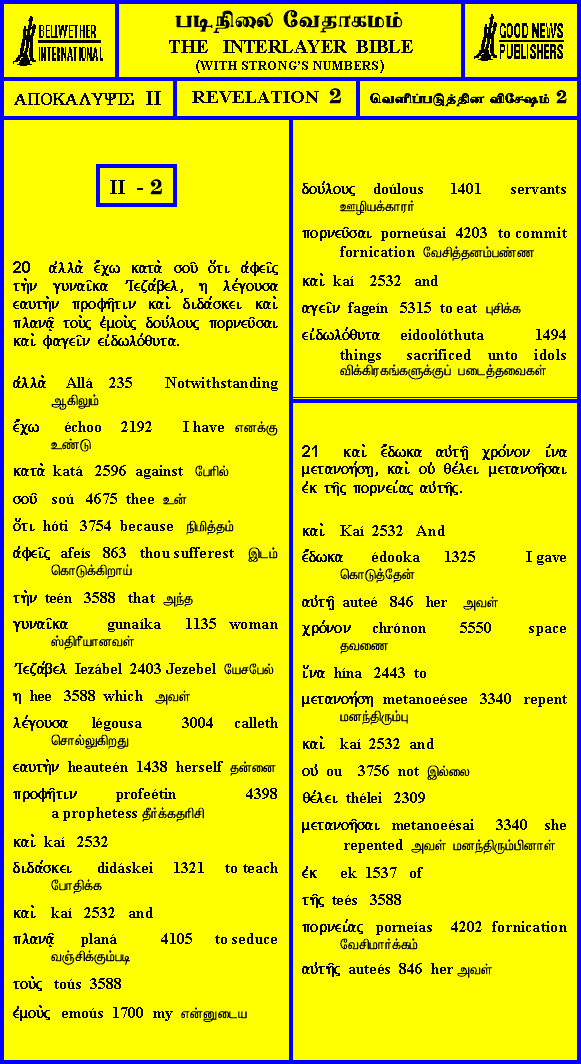 BELLWETHER
INTERNATIONAL
படிநிலை வேதாகமம்
THE INTERLAYER BIBLE
(WITH STRONG'S NUMBERS)
GOOD NEWS
PUBLISHERS
ΑΠΟΚΑΛΥΨΙΣ II
REVELATION 2
வெளிப்படுத்தின விசேஷம் 2
II - 2
20 ἀλλὰ ἔχω κατὰ σοῦ ὅτι ἀφεῖς
τὴν γυναῖκα Ἰεζάβελ, η λέγουσα
εαυτὴν προφῆτιν καὶ διδάσκει καὶ
πλανᾷ τοὺς ἐμοὺς δούλους πορνεῦσαι
καὶ φαγεῖν εἰδωλόθυτα.
ἀλλὰ Allá 235 Notwithstanding
ஆகிலும்
ἔχω échoo 2192 I have எனக்கு
உண்டு
κατὰ katá 2596 against பேரில்
σοῦ soú 4675 thee உன்
ὅτι hóti 3754 because நிமித்தம்
ἀφεῖς afeís 863 thou sufferest இடம்
கொடுக்கிறாய்
τὴν teén 3588 that அந்த
γυναῖκα gunaíka 1135 woman
ஸ்திரீயானவள்
Ἰεζάβελ Iezábel 2403 Jezebel யேசபேல்
η hee 3588 which அவள்
λέγουσα légousa 3004 calleth
சொல்லுகிறது
εαυτὴν heauteén 1438 herself தன்னை
προφῆτιν profeétin 4398
a prophetess தீர்க்கதரிசி
καὶ kaí 2532
διδάσκει didáskei 1321 to teach
போதிக்க
καὶ kaí 2532 and
πλανᾷ planá 4105 to seduce
வஞ்சிக்கும்படி
τοὺς toús 3588
ἐμοὺς emoús 1700 my என்னுடைய
δούλους doúlous 1401 servants
ஊழியக்காரர்
πορνεῦσαι porneúsai 4203 to commit
fornication வேசித்தனம்பண்ண
καὶ kaí 2532 and
αγεῖν fageín 5315 to eat புசிக்க
εἰδωλόθυτα eidoolóthuta 1494
things sacrificed unto idols
விக்கிரகங்களுக்குப் படைத்தவைகள்
21 καὶ ἔδωκα αὐτῇ χρόνον ἵνα
μετανοήσῃ, καὶ οὐ θέλει μετανοῆσαι
ἐκ τῆς πορνείας αὐτῆς.
καὶ Kaí 2532 And
ἔδωκα édooka 1325 I gave
கொடுத்தேன்
αὐτῇ auteé 846 her அவள்
χρόνον chrónon 5550 space
தவணை
ἵνα hína 2443 to
μετανοήσῃ metanoeésee 3340 repent
மனந்திரும்பு
καὶ kaí 2532 and
οὐ ou 3756 not இல்லை
θέλει thélei 2309
μετανοῆσαι metanoeésai 3340 she
repented அவள் மனந்திரும்பினாள்
ἐκ ek 1537 of
τῆς teés 3588
πορνείας porneías 4202 fornication
வேசிமார்க்கம்
αὐτῆς auteés 846 her அவள்